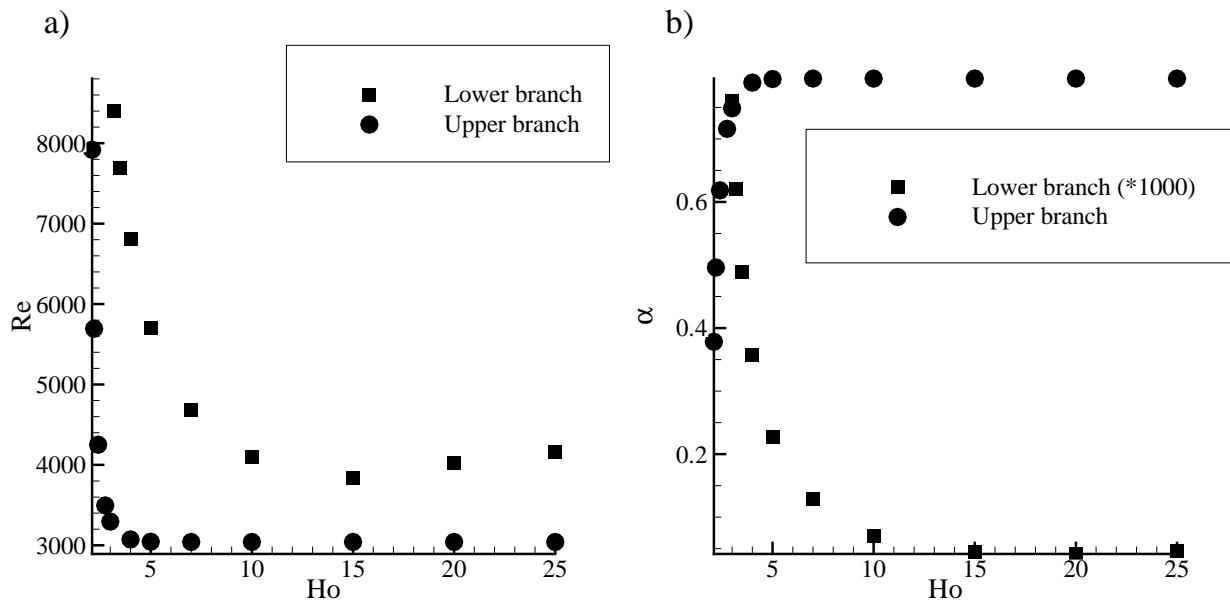 a)
Lower branch
Upper branch
8000
7000
6000
5000
4000
3000
Re
5
10
15
20
25
Ho
b)
Lower branch (*1000)
Upper branch
0.6
0.4
0.2
α
5
10
15
20
25
Ho